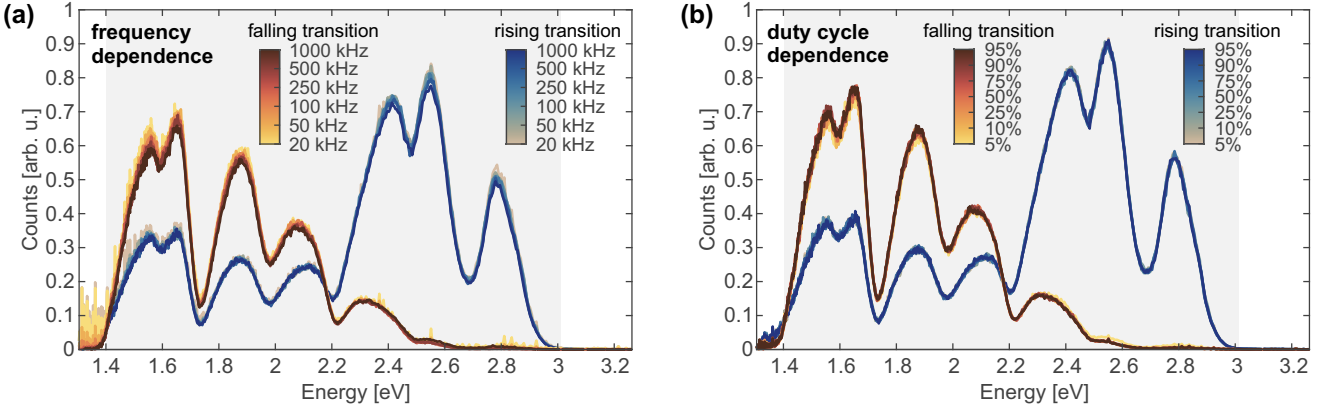 (a)
frequency
dependence
falling transition
1000 kHz
500 kHz
250 kHz
100 kHz
50 kHz
20 kHz
rising transition
1000 kHz
500 kHz
250 kHz
100 kHz
50 kHz
20 kHz
Counts [arb. u.]
1
0.9
0.8
0.7
0.6
0.5
0.4
0.3
0.2
0.1
0
1.4 1.6 1.8 2 2.2 2.4 2.6 2.8 3 3.2
Energy [eV]
(b)
duty cycle
dependence
falling transition
95%
90%
75%
50%
25%
10%
5%
rising transition
95%
90%
75%
50%
25%
10%
5%
Counts [arb. u.]
1
0.9
0.8
0.7
0.6
0.5
0.4
0.3
0.2
0.1
0
1.4 1.6 1.8 2 2.2 2.4 2.6 2.8 3 3.2
Energy [eV]